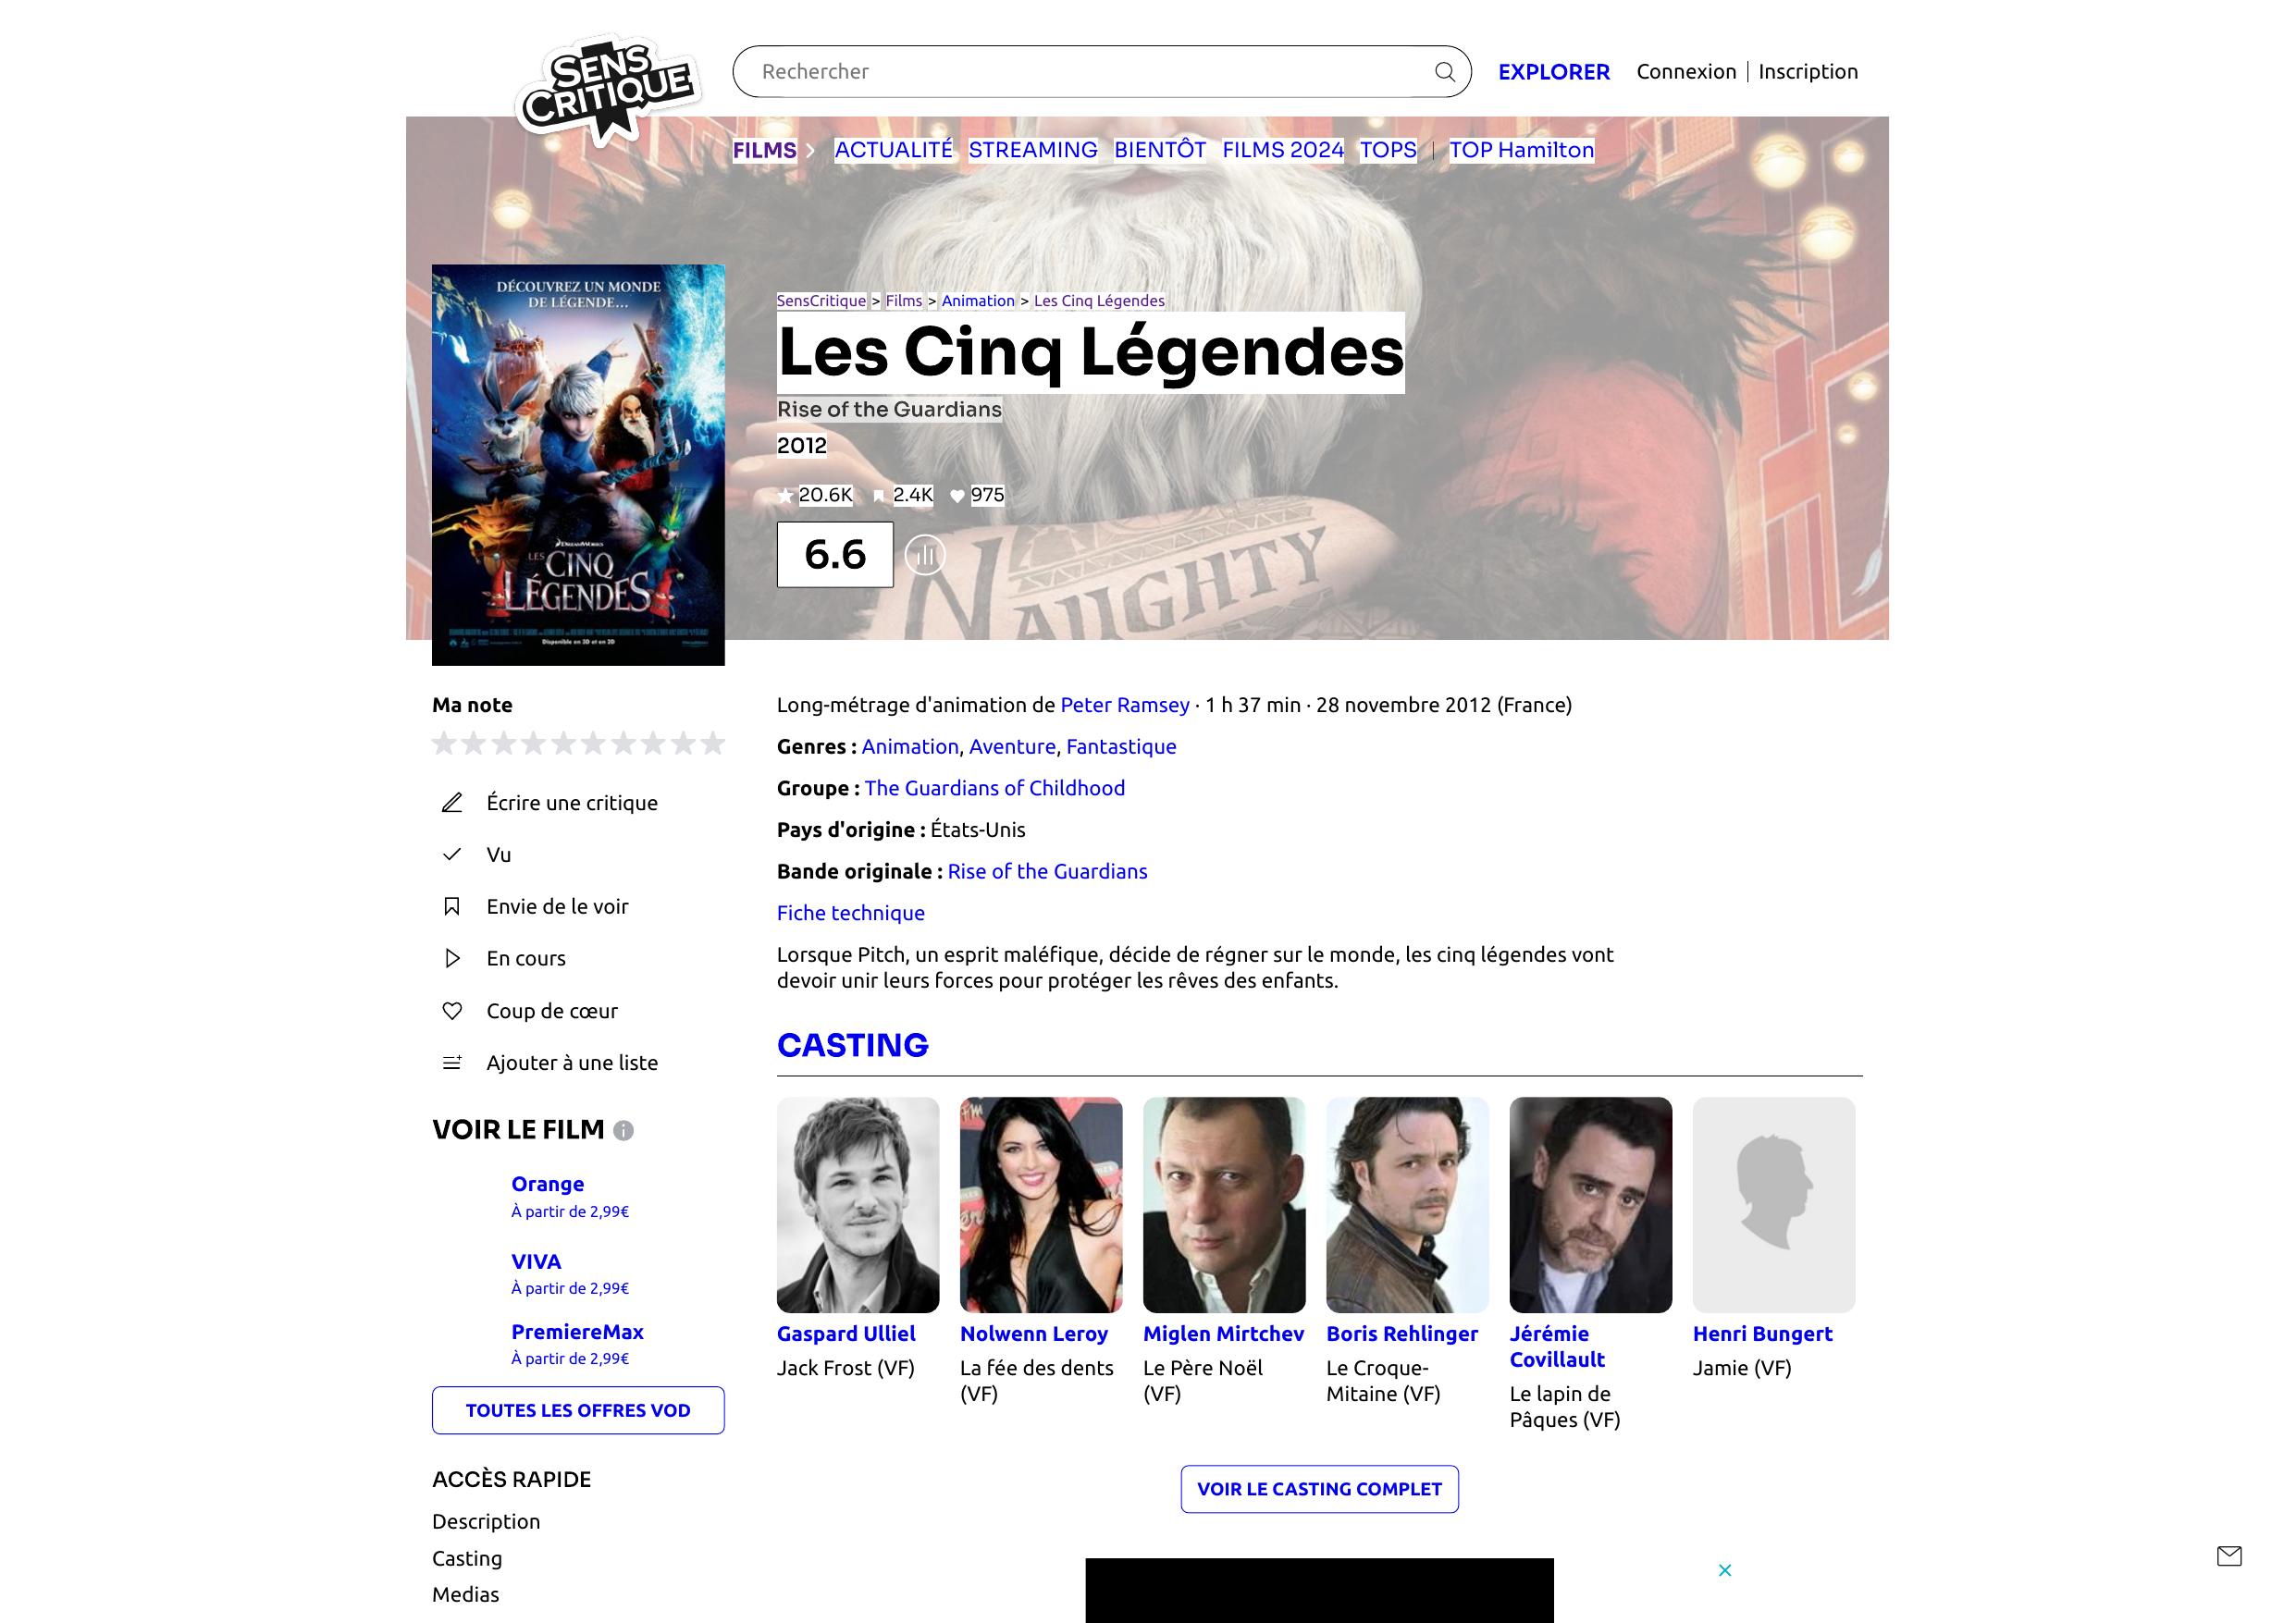 SENS
CRITIQUE
Rechercher
EXPLORER
Connexion | Inscription
FILMS
ACTUALITÉ STREAMING BIENTÔT FILMS 2024 TOPS | TOP Hamilton
DÉCOUVREZ UN MONDE
DE LÉGENDE...
DREAMWORKS
LES CINQ
LÉGENDES
Disponible en 3D et en 2D
SensCritique > Films > Animation > Les Cinq Légendes
Les Cinq Légendes
Rise of the Guardians
2012
20.6K 2.4K 975
6.6
NAUGHTY
Ma note
Écrire une critique
Vu
Envie de le voir
En cours
Coup de cœur
Ajouter à une liste
VOIR LE FILM
Orange
À partir de 2,99€
VIVA
À partir de 2,99€
PremiereMax
À partir de 2,99€
TOUTES LES OFFRES VOD
ACCÈS RAPIDE
Description
Casting
Medias
Long-métrage d'animation de Peter Ramsey · 1 h 37 min · 28 novembre 2012 (France)
Genres : Animation, Aventure, Fantastique
Groupe : The Guardians of Childhood
Pays d'origine : États-Unis
Bande originale : Rise of the Guardians
Fiche technique
Lorsque Pitch, un esprit maléfique, décide de régner sur le monde, les cinq légendes vont
devoir unir leurs forces pour protéger les rêves des enfants.
CASTING
Gaspard Ulliel
Jack Frost (VF)
Nolwenn Leroy
La fée des dents
(VF)
Miglen Mirtchev
Le Père Noël
(VF)
Boris Rehlinger
Le Croque-
Mitaine (VF)
Jérémie
Covillault
Le lapin de
Pâques (VF)
Henri Bungert
Jamie (VF)
VOIR LE CASTING COMPLET